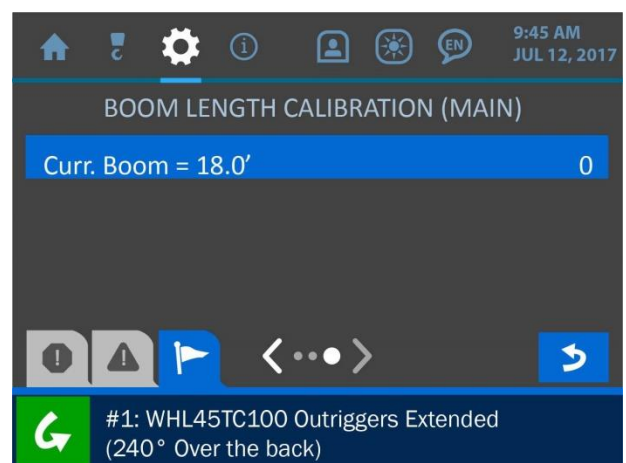 EN
9:45 AM
JUL 12, 2017
BOOM LENGTH CALIBRATION (MAIN)
Curr. Boom = 18.0’ 0
#1: WHL45TC100 Outriggers Extended
(240° Over the back)